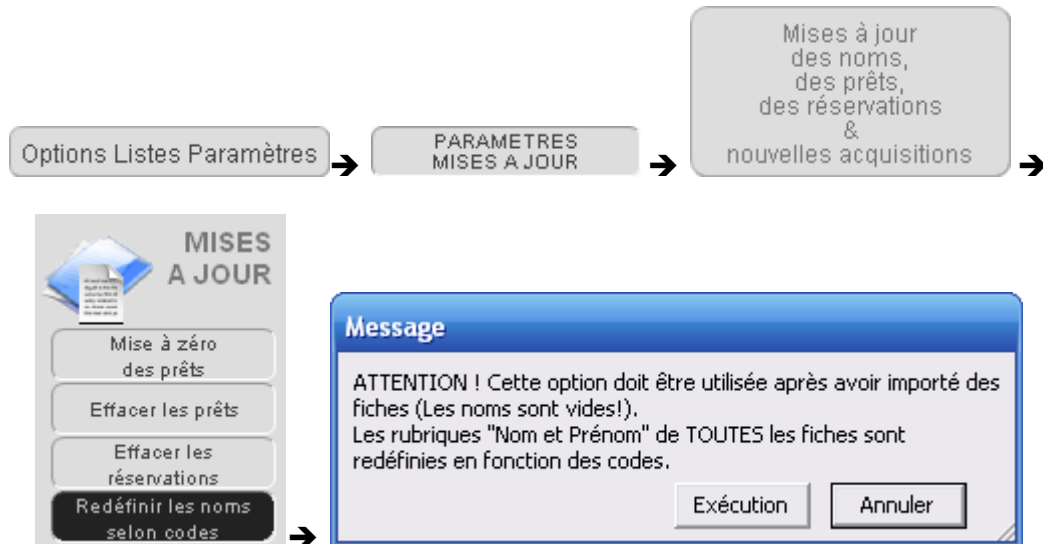 Mises à jour
des noms,
des prêts,
des réservations
&
nouvelles acquisitions
Options Listes Paramètres
PARAMETRES
MISES A JOUR
MISES
A JOUR
Mise à zéro
des prêts
Effacer les prêts
Effacer les
réservations
Redéfinir les noms
selon codes
Message
ATTENTION ! Cette option doit être utilisée après avoir importé des
fiches (Les noms sont vides!).
Les rubriques "Nom et Prénom" de TOUTES les fiches sont
redéfinies en fonction des codes.
Exécution
Annuler